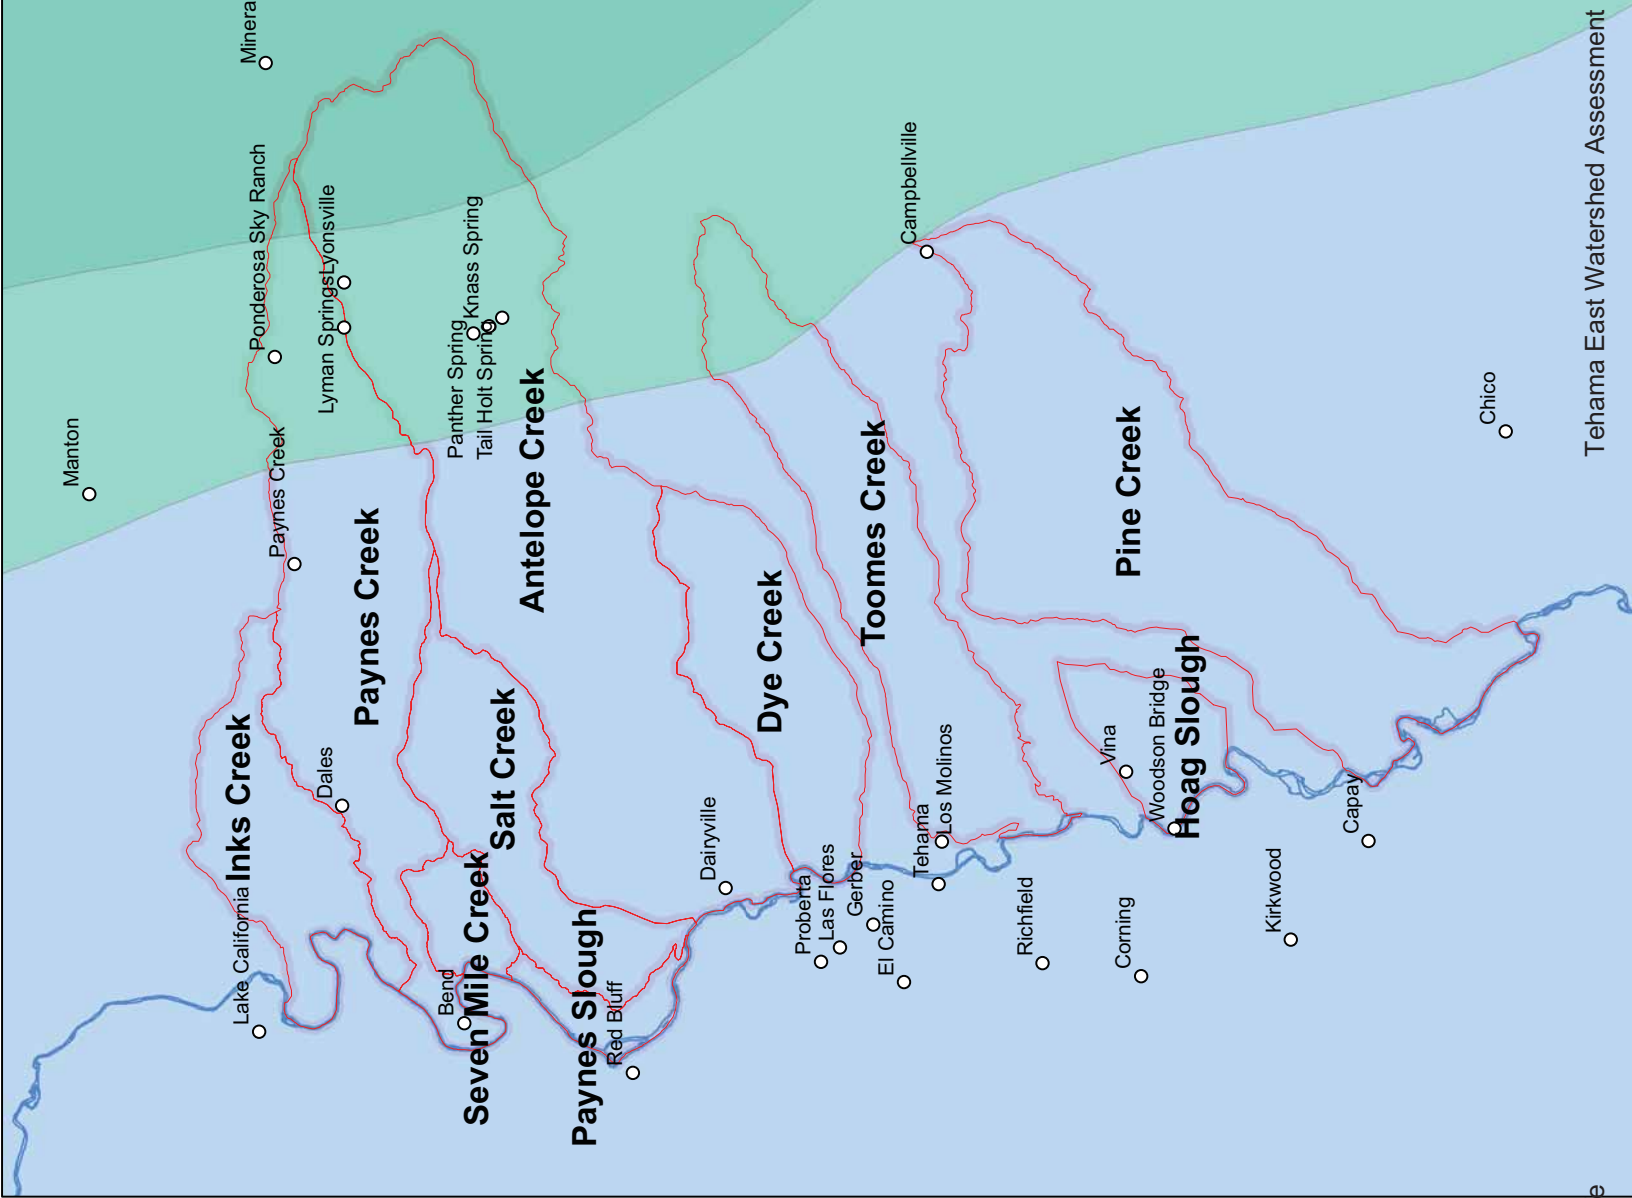 Minera
Manton
Ponderosa Sky Ranch
Lyonsville
Lyman Springs
Paynes Creek
Knass Spring
Panther Spring
Tail Holt Spring
Campbellville
Paynes Creek
Antelope Creek
Toomes Creek
Pine Creek
Chico
Tehama East Watershed Assessment
Dye Creek
Inks Creek
Dales
Salt Creek
Hoag Slough
Woodson Bridge
Vina
Los Molinos
Tehama
Dairyville
Capay
Lake California
Seven Mile Creek
Bend
Paynes Slough
Red Bluff
Proberta
Las Flores
Gerber
El Camino
Richfield
Corning
Kirkwood
e